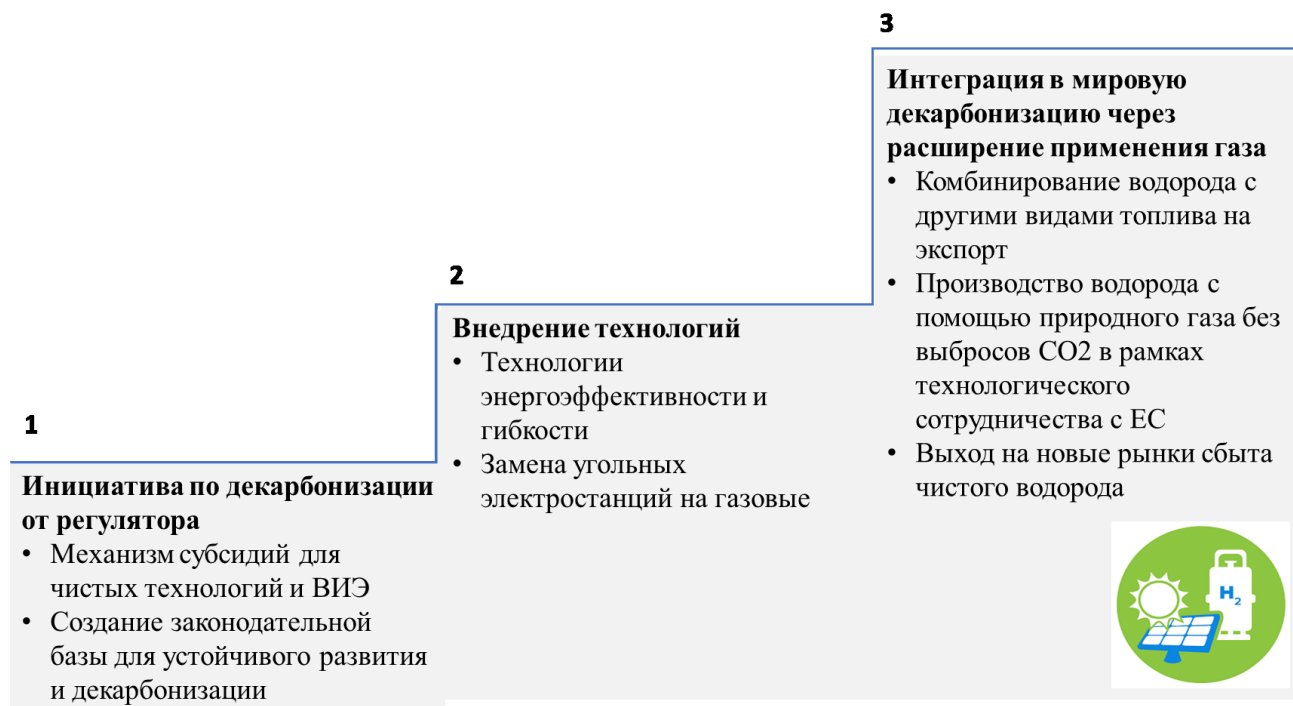 1
Инициатива по декарбонизации
от регулятора
• Механизм субсидий для
чистых технологий и ВИЭ
• Создание законодательной
базы для устойчивого развития
и декарбонизации
2
Внедрение технологий
• Технологии
энергоэффективности и
гибкости
• Замена угольных
электростанций на газовые
3
Интеграция в мировую
декарбонизацию через
расширение применения газа
• Комбинирование водорода с
другими видами топлива на
экспорт
• Производство водорода с
помощью природного газа без
выбросов СО2 в рамках
технологического
сотрудничества с ЕС
• Выход на новые рынки сбыта
чистого водорода
H2